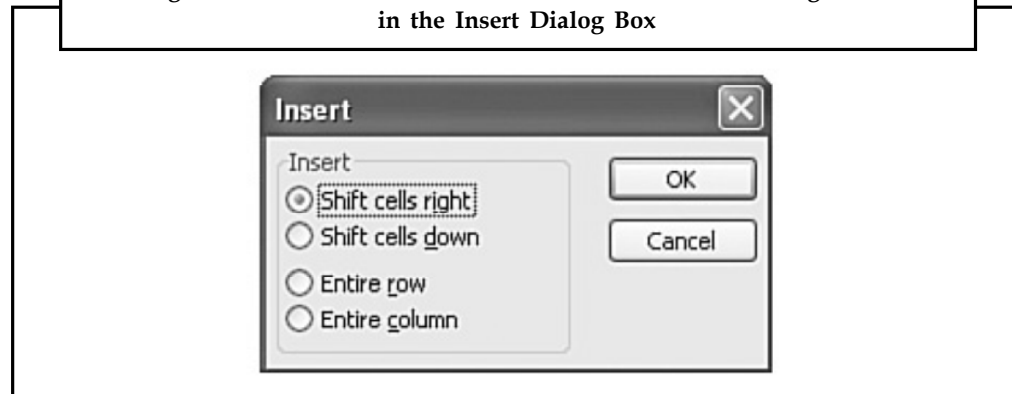 in the Insert Dialog Box
Insert
Insert
Shift cells right
Shift cells down
Entire row
Entire column
OK
Cancel